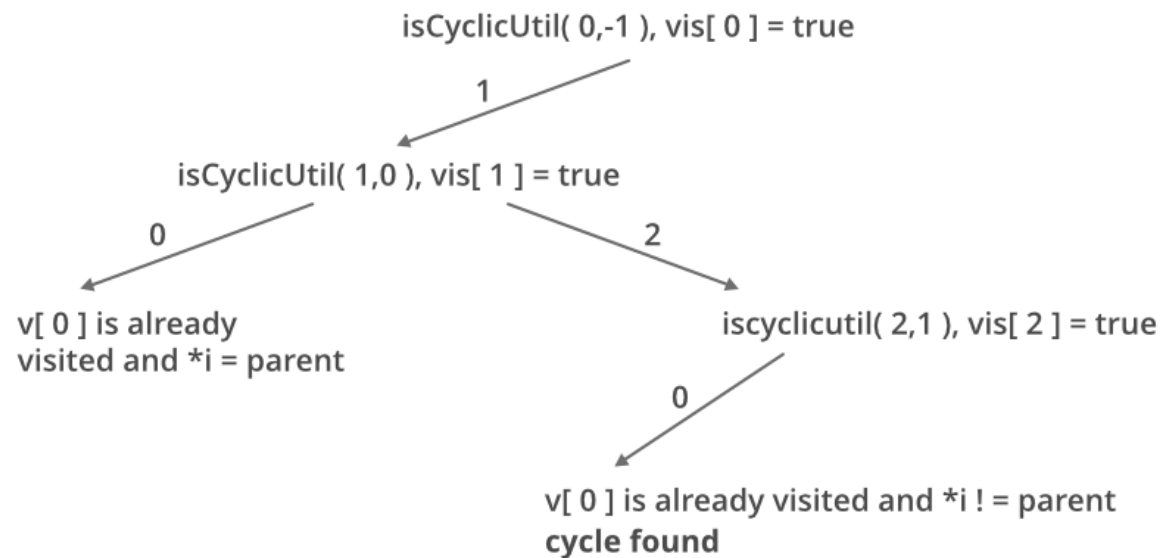 isCyclicUtil( 0,-1 ), vis[ 0 ] = true
1
isCyclicUtil( 1,0 ), vis[ 1 ] = true
0
2
v[ 0 ] is already
visited and *i = parent
iscyclicutil( 2,1 ), vis[ 2 ] = true
0
v[ 0 ] is already visited and *i ! = parent
cycle found